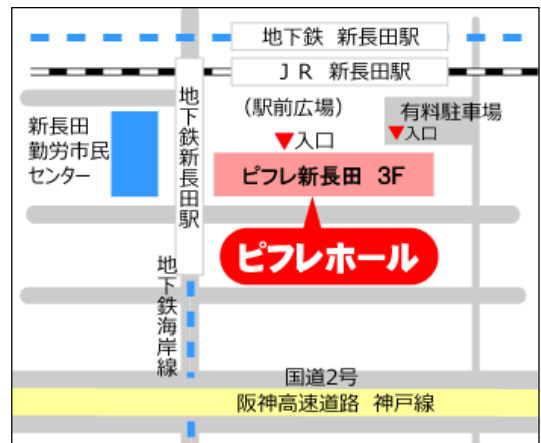 地下鉄 新長田駅
ＪＲ 新長田駅
地下鉄新長田駅
(駅前広場)
有料駐車場
▼入口
▼入口
新長田
勤労市民
センター
ピフレ新長田 3F
ピフレホール
地下鉄海岸線
国道2号
阪神高速道路 神戸線